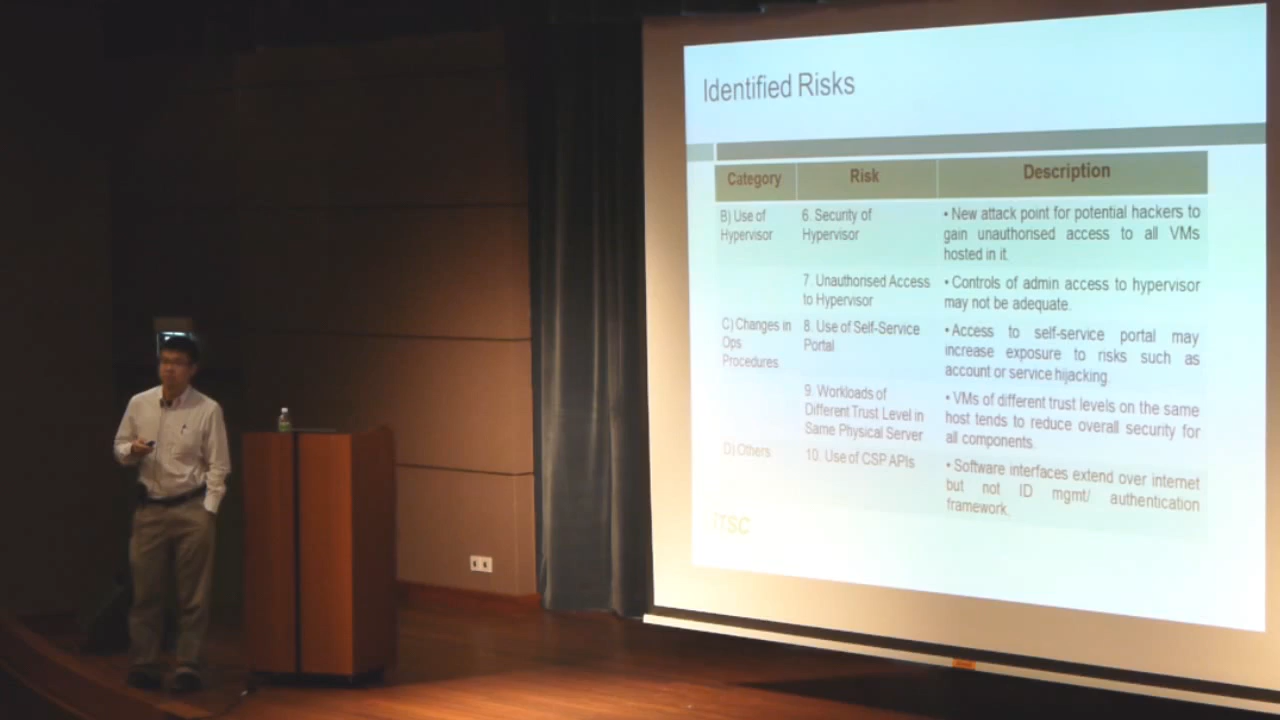 Identified Risks
Category Risk Description
B) Use of Hypervisor
6. Security of Hypervisor
• New attack point for potential hackers to
gain unauthorised access to all VMs
hosted in it.
7. Unauthorised Access
to Hypervisor
• Controls of admin access to hypervisor
may not be adequate.
C) Changes in
Ops
Procedures
8. Use of Self-Service
Portal
• Access to self-service portal may
increase exposure to risks such as
account or service hijacking.
9. Workloads of
Different Trust Level in
Same Physical Server
• VMs of different trust levels on the same
host tends to reduce overall security for
all components.
D) Others
10. Use of CSP APIs
• Software interfaces extend over internet
but not ID mgmt/ authentication
framework.
ITSC